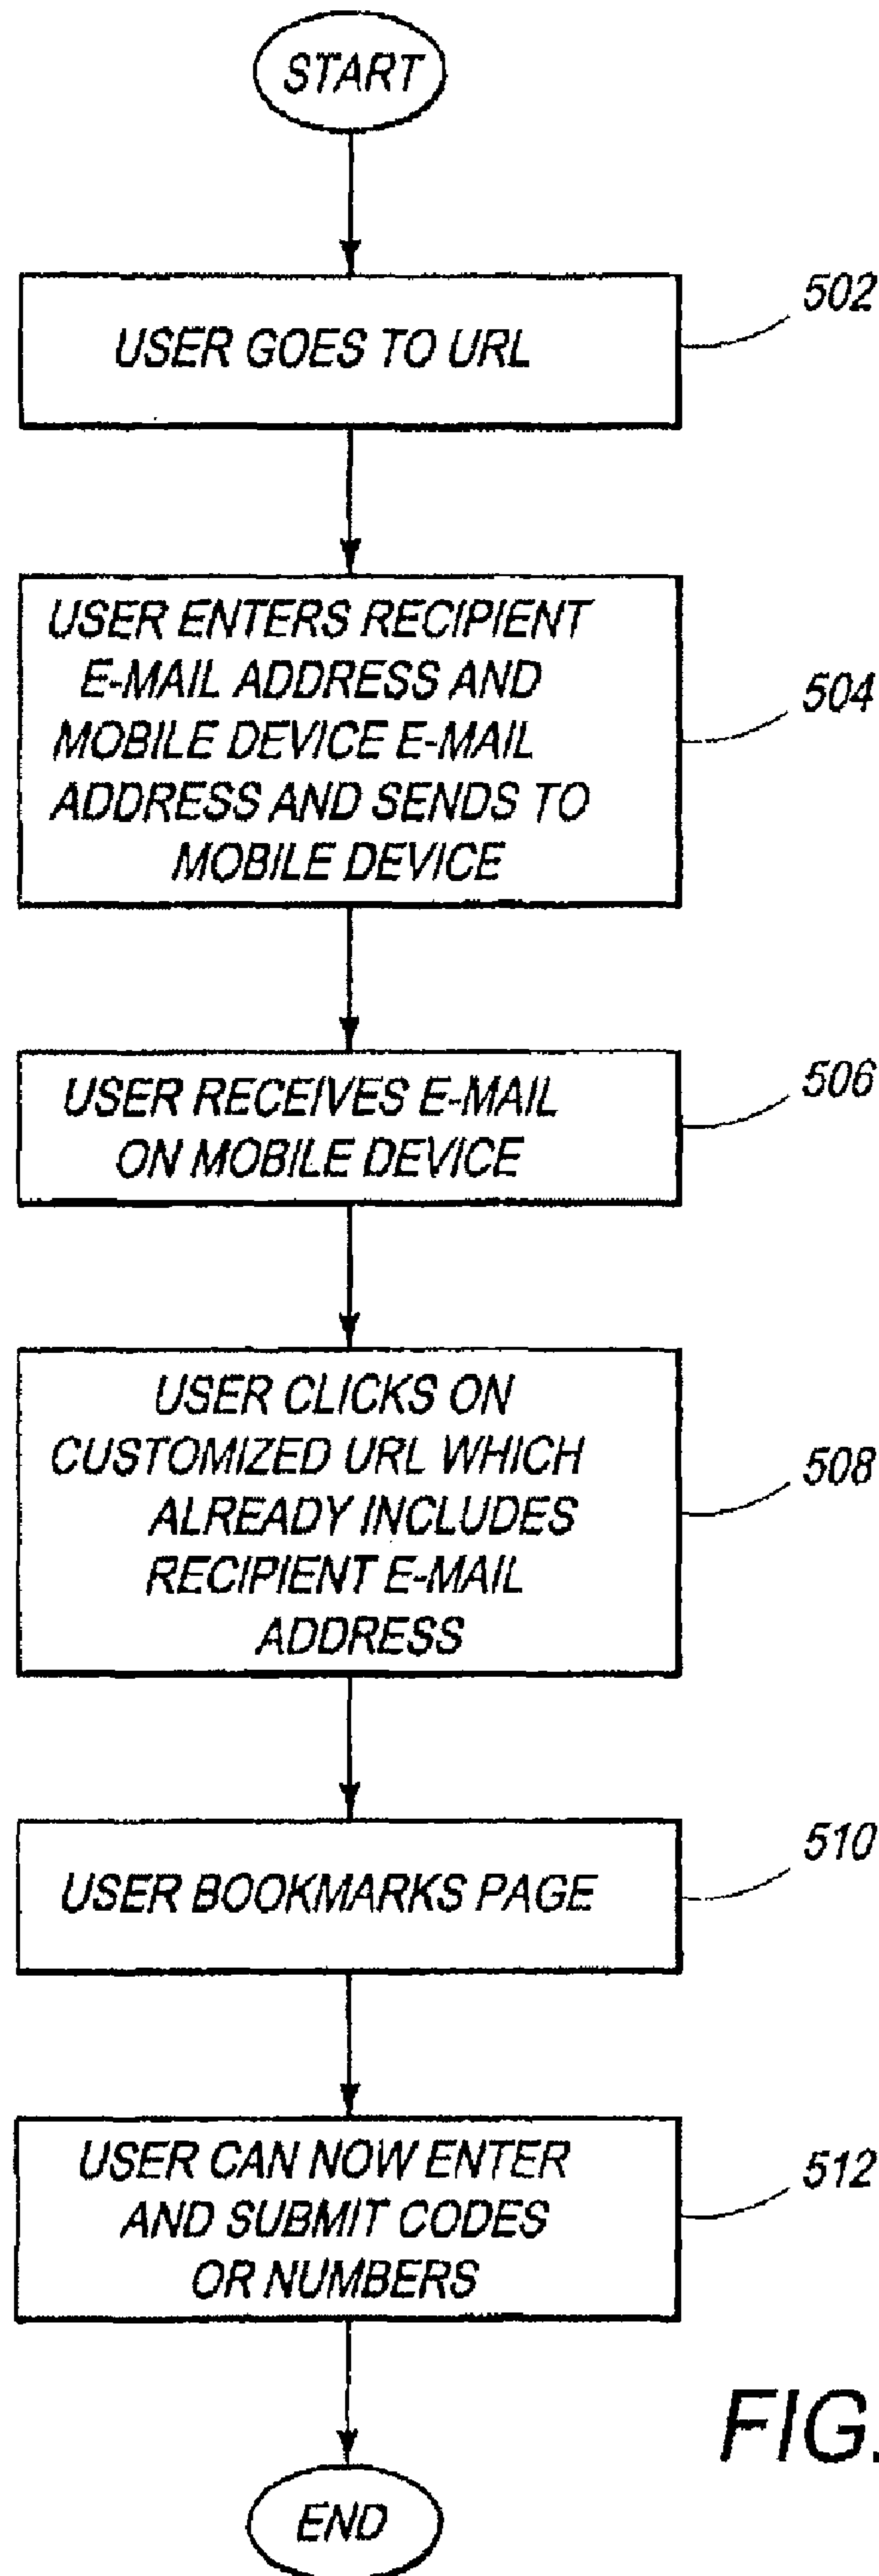 START
USER GOES TO URL
502
USER ENTERS RECIPIENT
E-MAIL ADDRESS AND
MOBILE DEVICE E-MAIL
ADDRESS AND SENDS TO
MOBILE DEVICE
504
USER RECEIVES E-MAIL
ON MOBILE DEVICE
506
USER CLICKS ON
CUSTOMIZED URL WHICH
ALREADY INCLUDES
RECIPIENT E-MAIL
ADDRESS
508
USER BOOKMARKS PAGE
510
USER CAN NOW ENTER
AND SUBMIT CODES
OR NUMBERS
512
FIG.
END